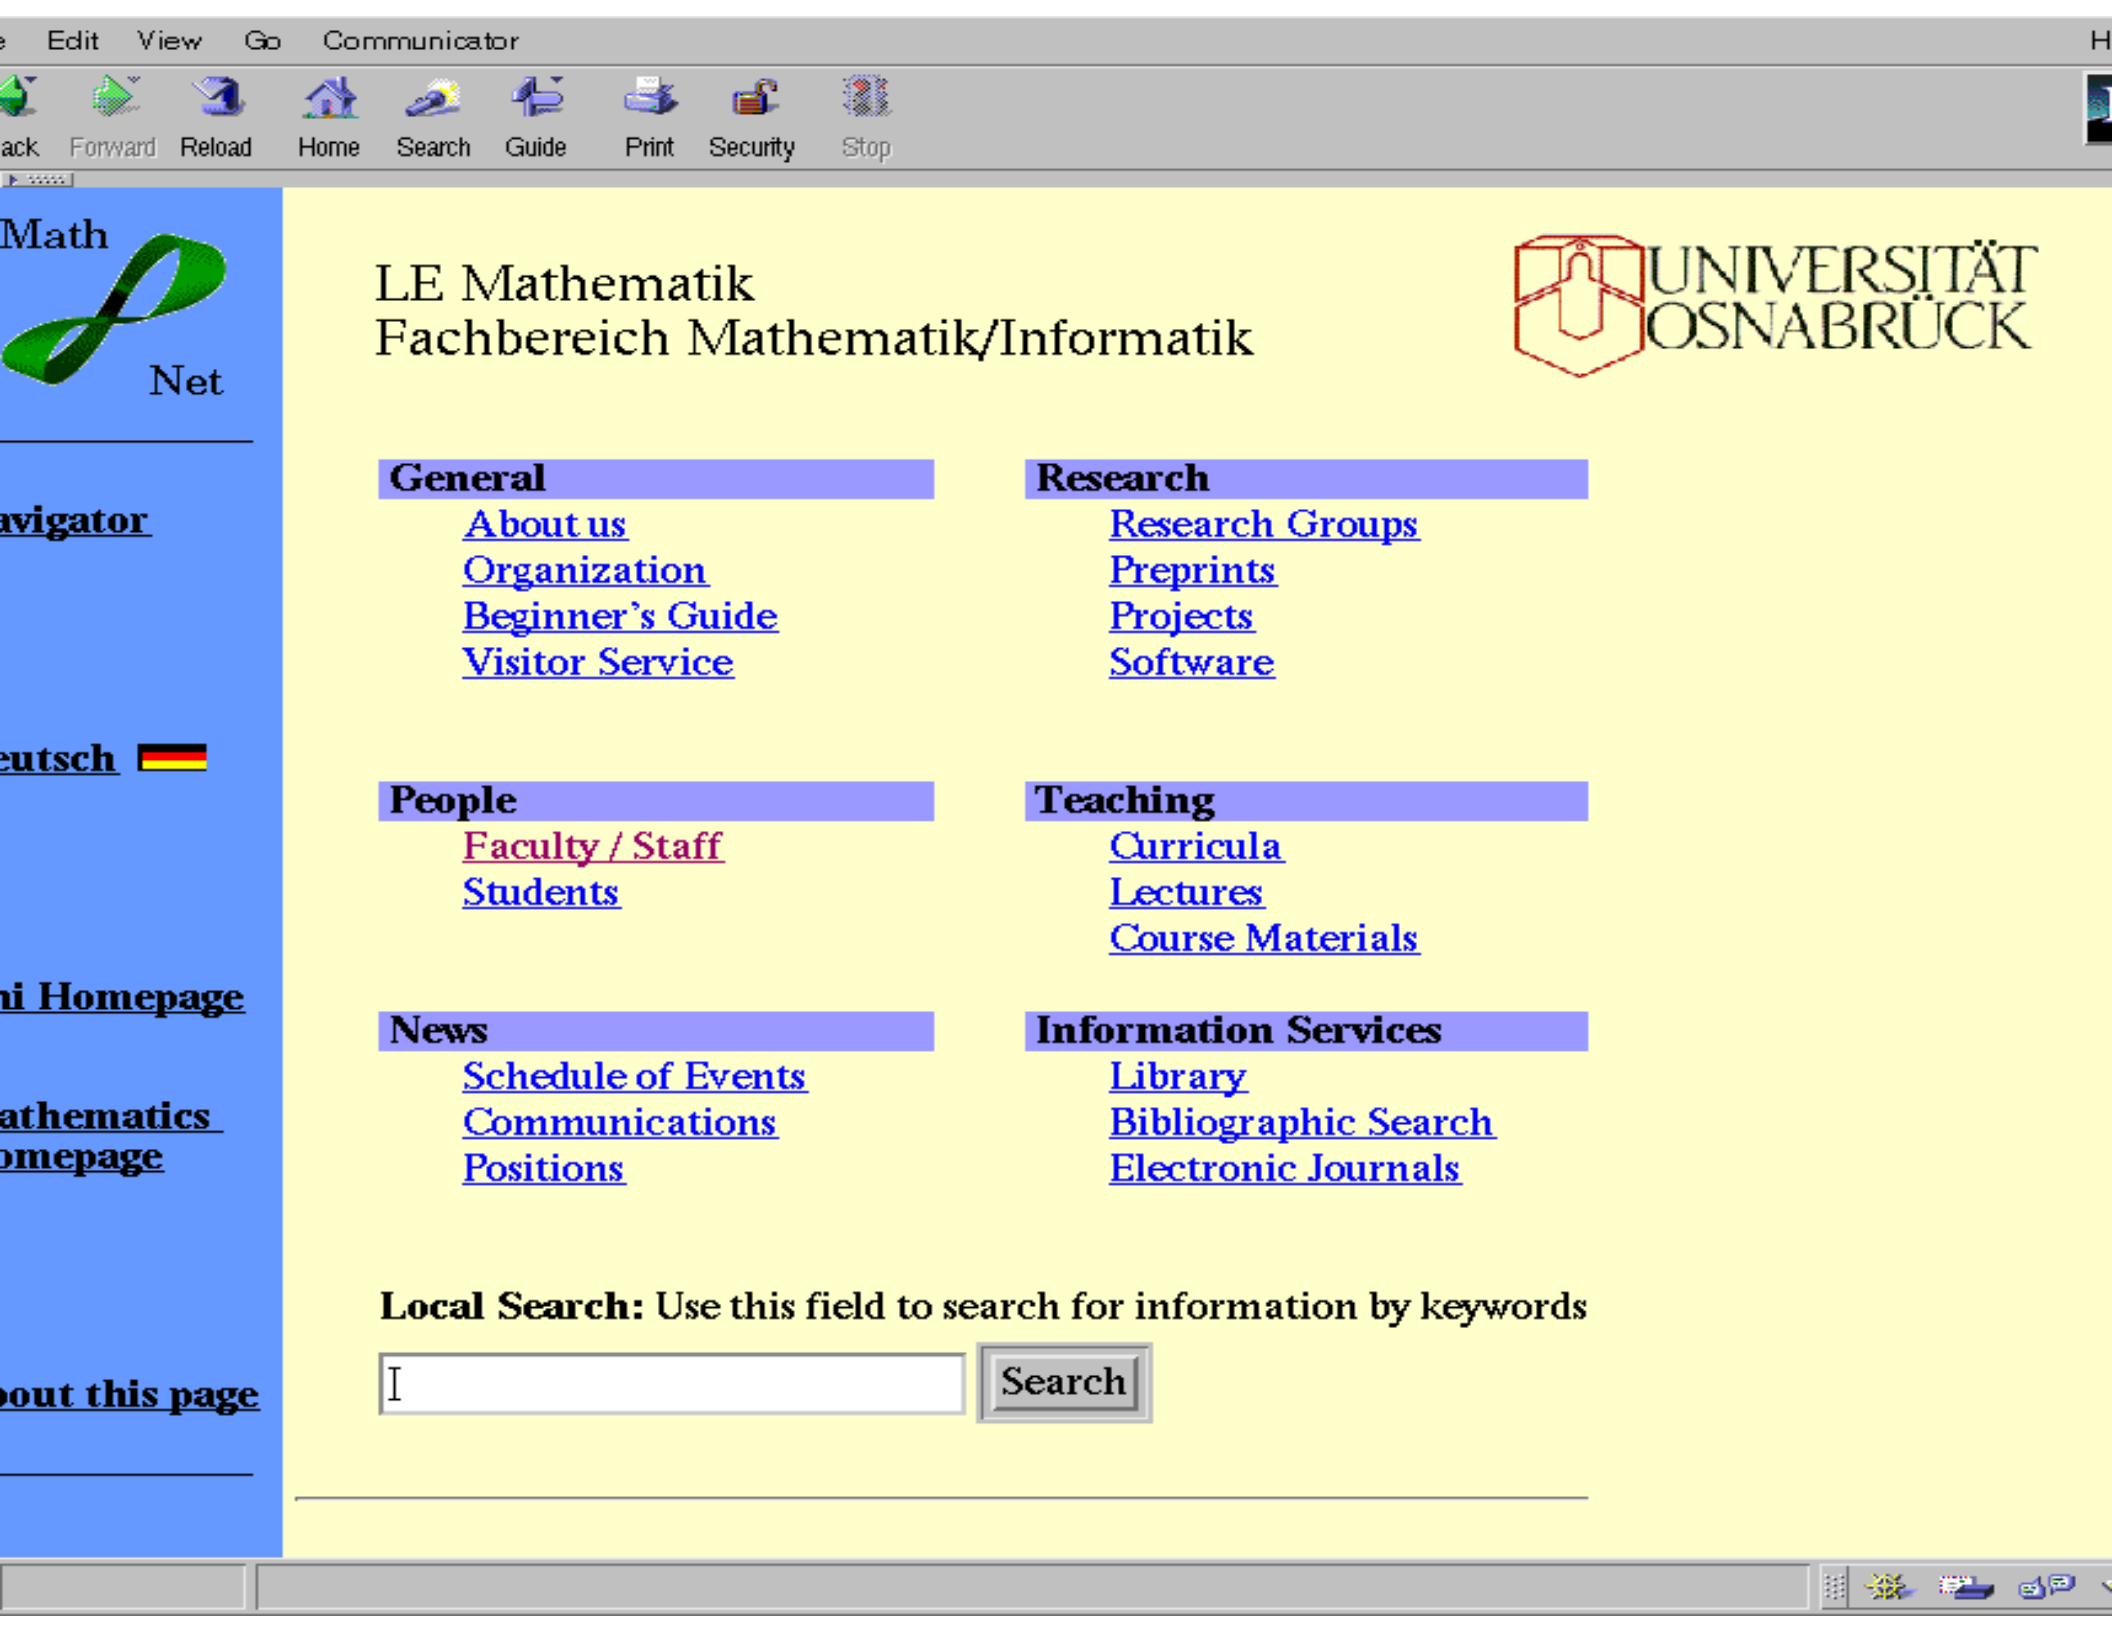 Edit View Go Communicator
Forward Reload Home Search Guide Print Security Stop
Math
Net
LE Mathematik
Fachbereich Mathematik/Informatik
UNIVERSITÄT
OSNABRÜCK
avigator
eutsch
ni Homepage
athematics
omepage
bout this page
General
About us
Organization
Beginner's Guide
Visitor Service
Research
Research Groups
Preprints
Projects
Software
People
Faculty / Staff
Students
Teaching
Curricula
Lectures
Course Materials
News
Schedule of Events
Communications
Positions
Information Services
Library
Bibliographic Search
Electronic Journals
Local Search: Use this field to search for information by keywords
Search